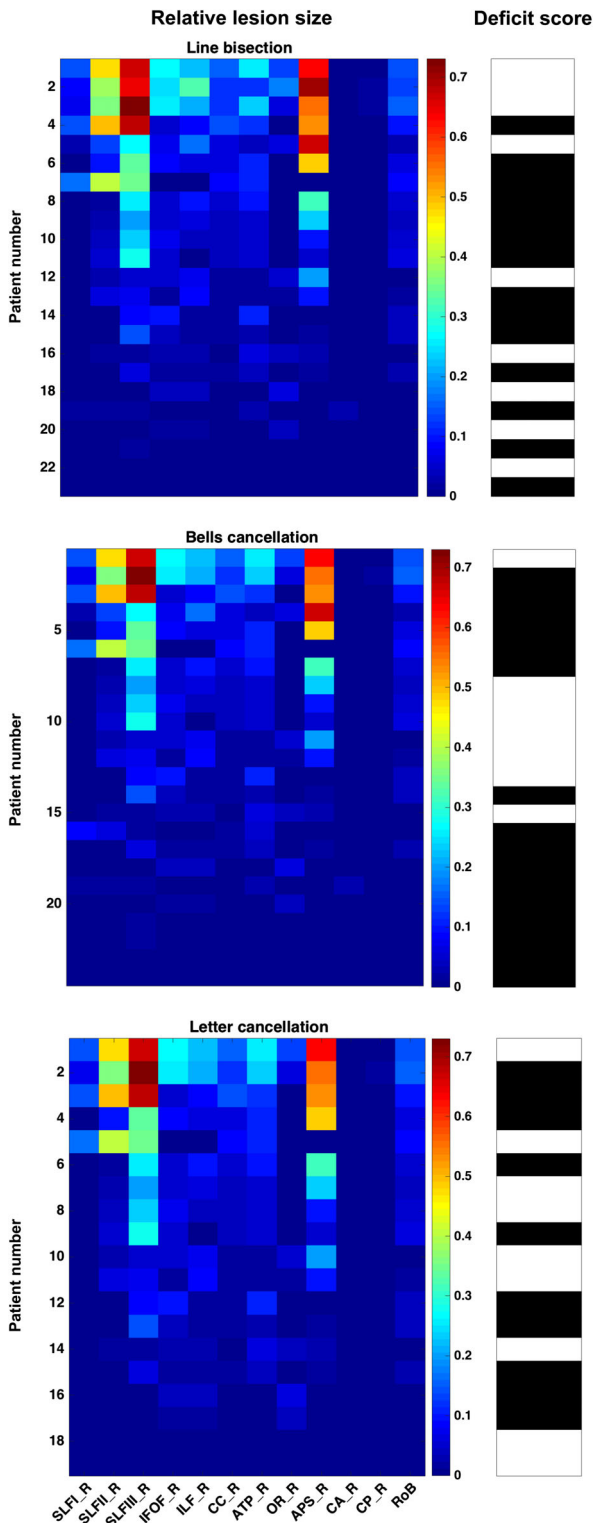 Relative lesion size
Deficit score
Line bisection
Patient number
2
4
6
8
10
12
14
16
18
20
22
0.7
0.6
0.5
0.4
0.3
0.2
0.1
0
Bells cancellation
Patient number
5
10
15
20
0.7
0.6
0.5
0.4
0.3
0.2
0.1
0
Letter cancellation
Patient number
2
4
6
8
10
12
14
16
18
0.7
0.6
0.5
0.4
0.3
0.2
0.1
0
SLFI_R
SLFII_R
SLFIII_R
IFOF_R
ILF_R
CC_R
ATP_R
OR_R
APS_R
CA_R
CP_R
RoB